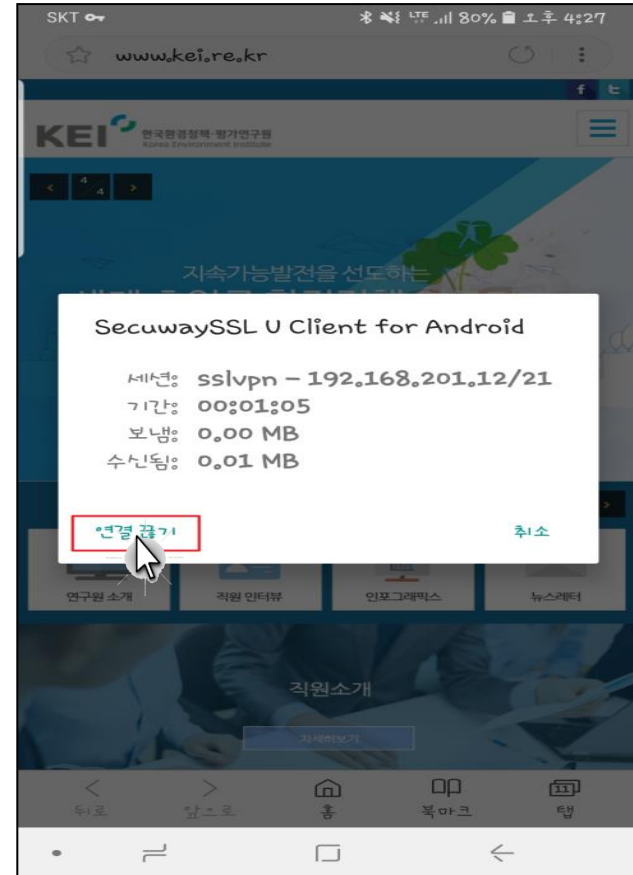 SKT LTE 80% 오후 4:27
www.kei.re.kr
f t
KEI 한국환경정책·평가연구원
Korea Environment Institute
< 4 4 >
지속가능발전을 선도하는
SecuwaySSL U Client for Android
세션: sslvpn – 192.168.201.12/21
기간: 00:01:05
보냄: 0.00 MB
수신됨: 0.01 MB
연결 끊기 취소
연구원 소개 직원 인터뷰 인포그래픽스 뉴스레터
직원소개
자세히보기
11
뒤로 앞으로 홈 북마크 탭